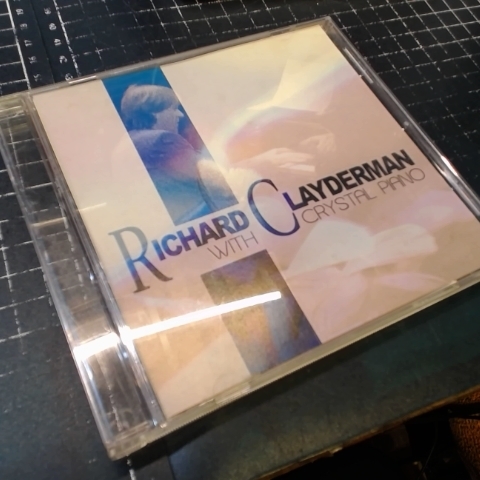 RICHARD CLAYDERMAN
WITH CRYSTAL PIANO